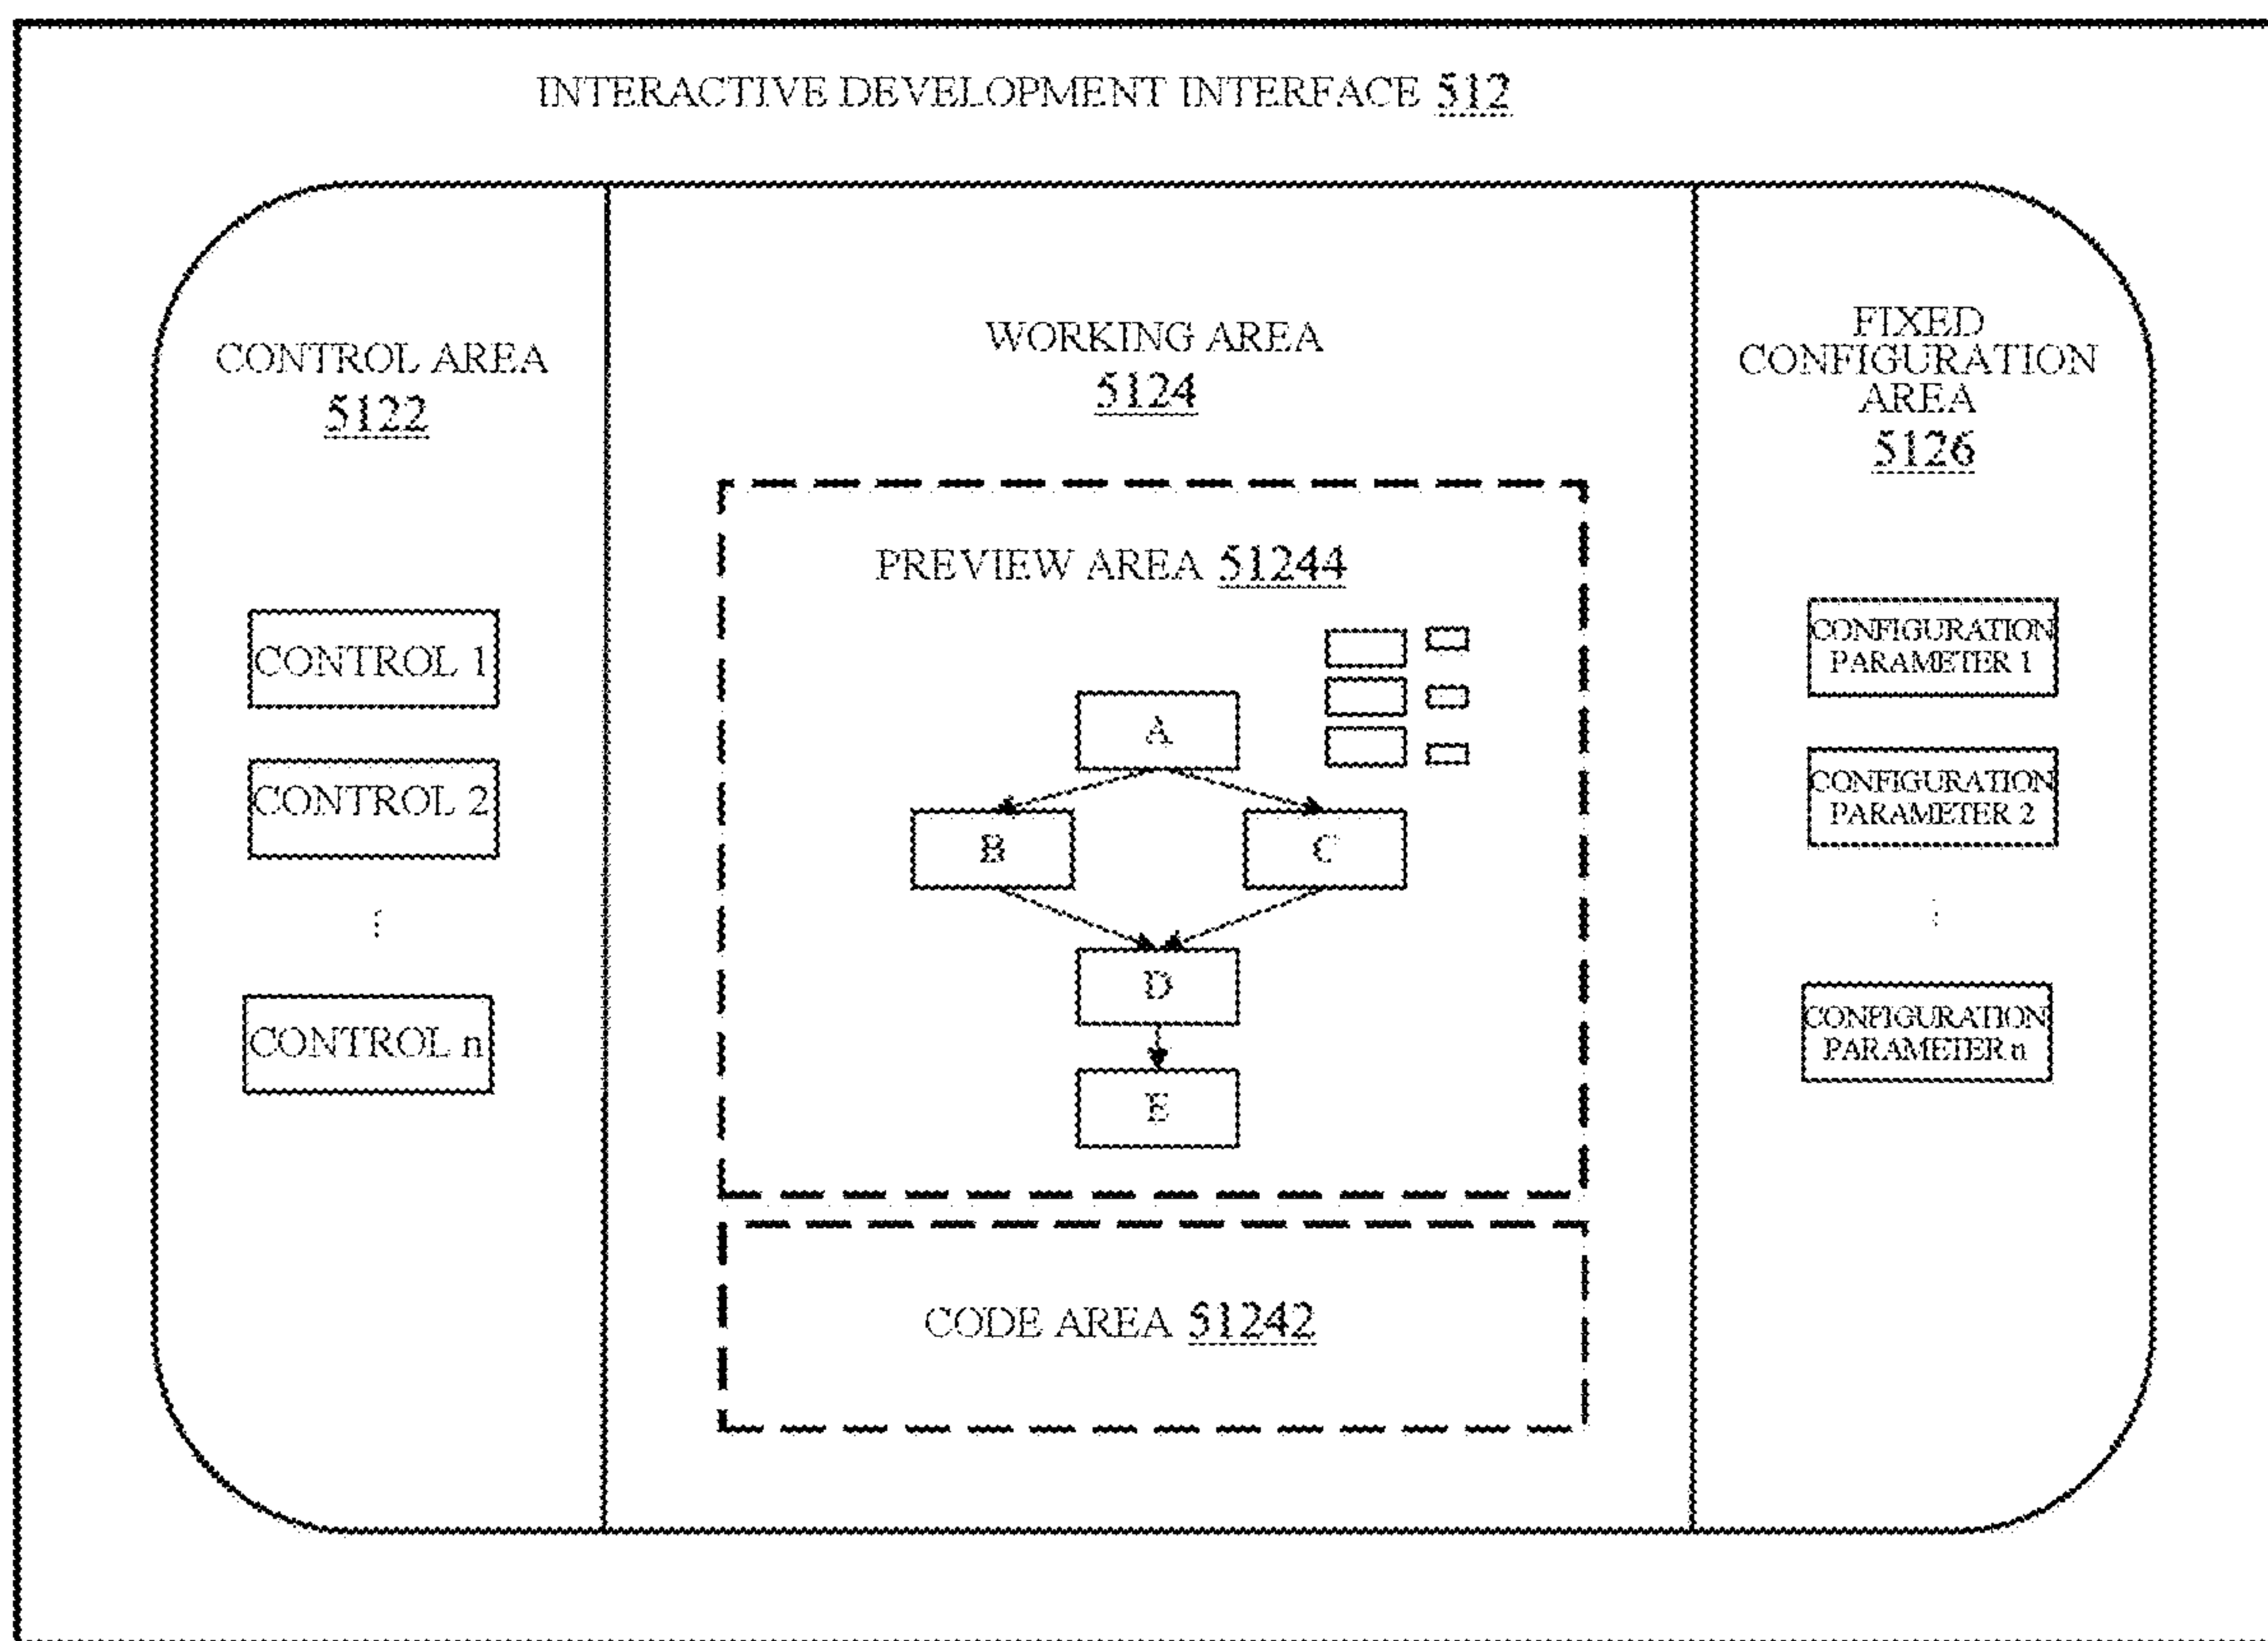 INTERACTIVE DEVELOPMENT INTERFACE 512
CONTROL AREA
5122
CONTROL 1
CONTROL 2
⋮
CONTROL n
WORKING AREA
5124
PREVIEW AREA 51244
A
B
C
D
E
CODE AREA 51242
FIXED
CONFIGURATION
AREA
5126
CONFIGURATION
PARAMETER 1
CONFIGURATION
PARAMETER 2
⋮
CONFIGURATION
PARAMETER n